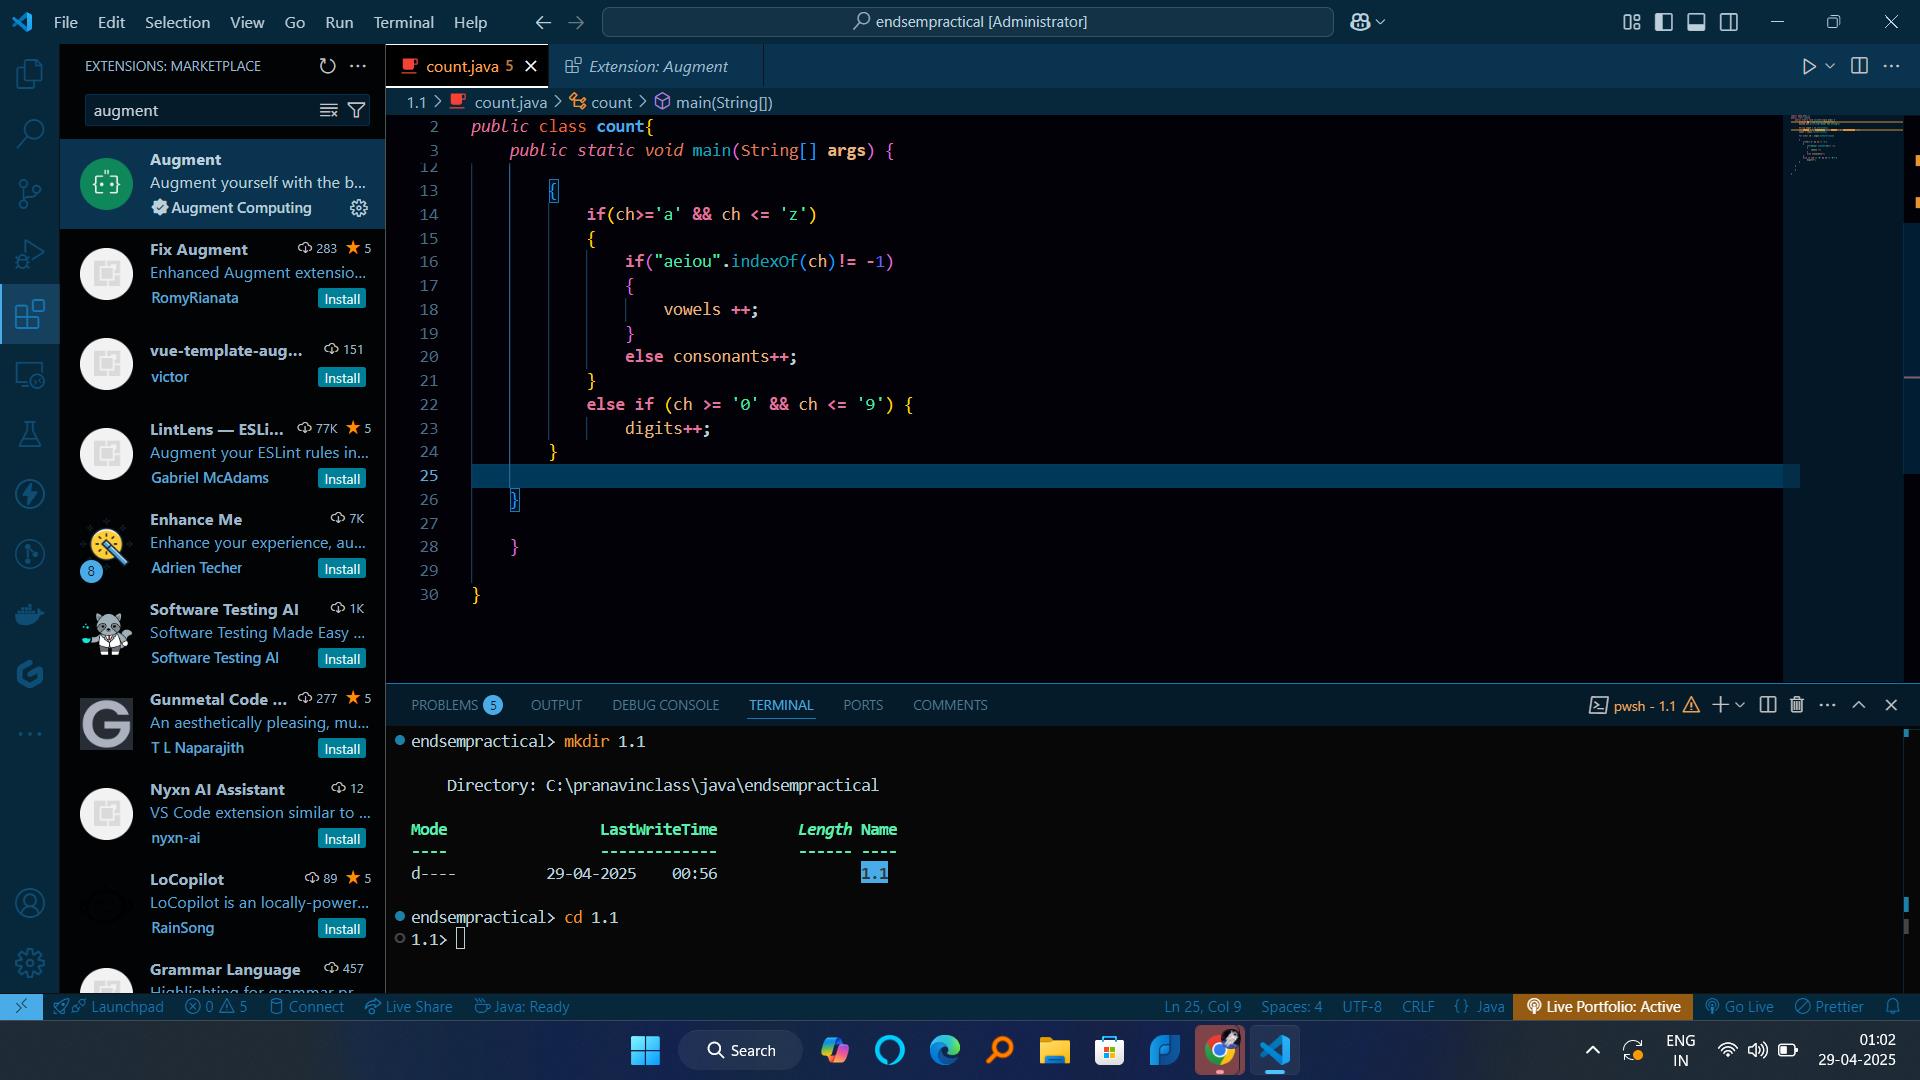 File Edit Selection View Go Run Terminal Help
endsempractical [Administrator]
EXTENSIONS: MARKETPLACE
augment
Augment
Augment yourself with the b...
Augment Computing
Fix Augment 283 5
Enhanced Augment extensio...
RomyRianata Install
vue-template-aug... 151
victor Install
LintLens — ESLi... 77K 5
Augment your ESLint rules in...
Gabriel McAdams Install
Enhance Me 7K
Enhance your experience, au...
8
Adrien Techer Install
Software Testing AI 1K
Software Testing Made Easy ...
Software Testing AI Install
Gunmetal Code ... 277 5
An aesthetically pleasing, mu...
T L Naparajith Install
Nyxn AI Assistant 12
VS Code extension similar to ...
nyxn-ai Install
LoCopilot 89 5
LoCopilot is an locally-power...
RainSong Install
Grammar Language 457
count.java 5 Extension: Augment
1.1 > count.java > count > main(String[])
2 public class count{
3 public static void main(String[] args) {
12
13 {
14 if(ch>='a' && ch <= 'z')
15 {
16 if("aeiou".indexOf(ch)!= -1)
17 {
18 vowels ++;
19 }
20 else consonants++;
21 }
22 else if (ch >= '0' && ch <= '9') {
23 digits++;
24 }
25
26 }
27
28 }
29
30 }
PROBLEMS 5 OUTPUT DEBUG CONSOLE TERMINAL PORTS COMMENTS
pwsh - 1.1
endsempractical> mkdir 1.1
Directory: C:\pranavinclass\java\endsempractical
Mode LastWriteTime Length Name
---- ------------- ------ ----
d---- 29-04-2025 00:56 1.1
endsempractical> cd 1.1
1.1>
Launchpad 0 5 Connect Live Share Java: Ready
Ln 25, Col 9 Spaces: 4 UTF-8 CRLF {} Java Live Portfolio: Active Go Live Prettier
Search
ENG
IN
01:02
29-04-2025